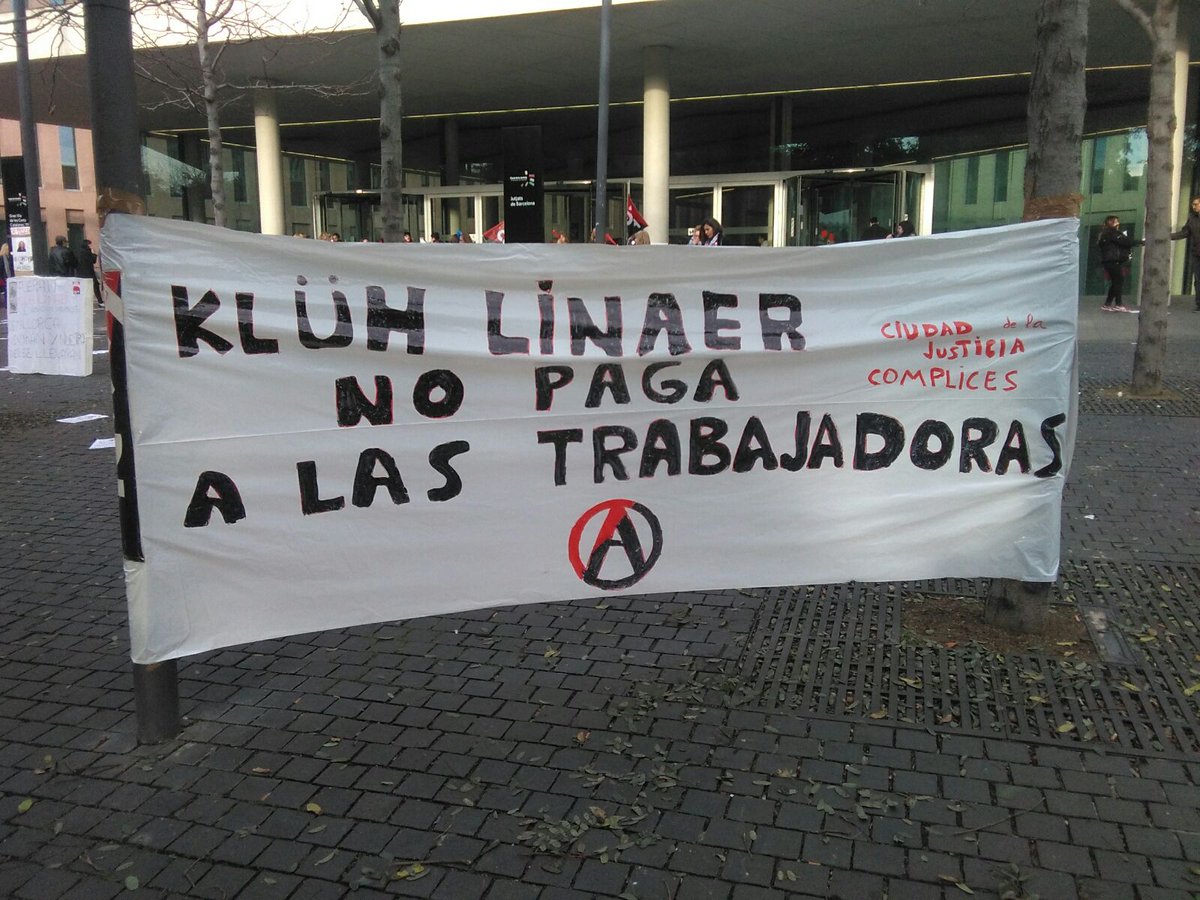 KLÜH LINAER
NO PAGA
A LAS TRABAJADORAS
CIUDAD de la
JUSTICIA
COMPLICES
Jutjats
de Barcelona